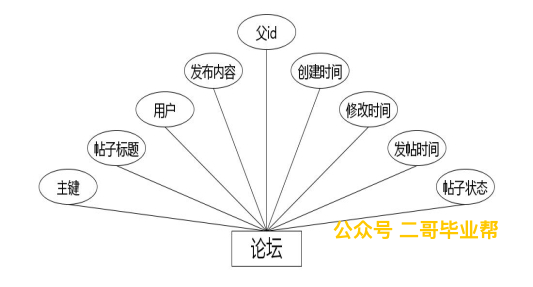 父id
发布内容
创建时间
用户
修改时间
帖子标题
发帖时间
主键
帖子状态
公众号 二哥毕业帮
论坛